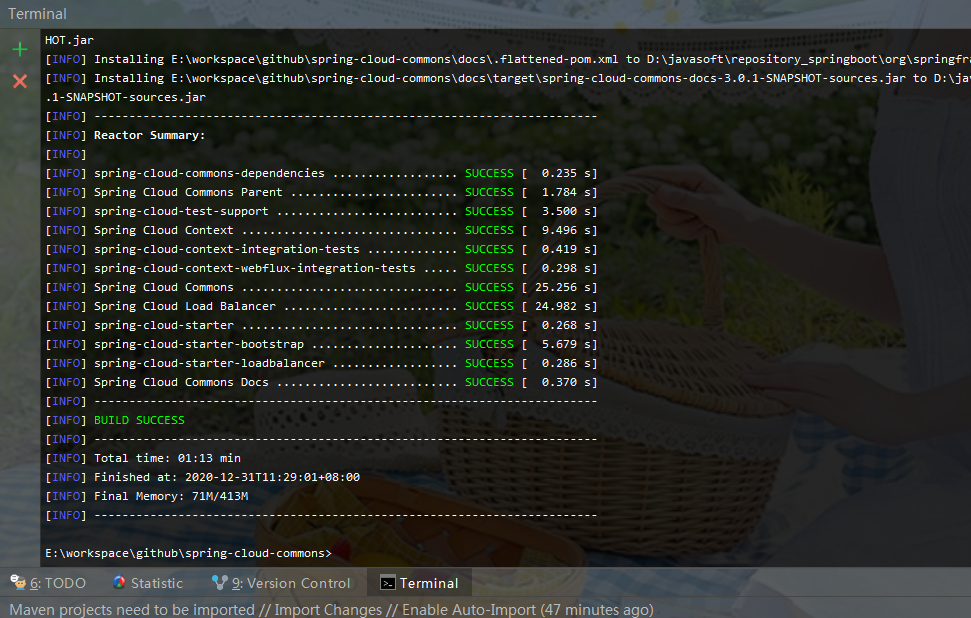 Terminal
HOT.jar
[INFO] Installing E:\workspace\github\spring-cloud-commons\docs\.flattened-pom.xml to D:\javasoft\repository_springboot\org\springfra
[INFO] Installing E:\workspace\github\spring-cloud-commons\docs\target\spring-cloud-commons-docs-3.0.1-SNAPSHOT-sources.jar to D:\jav
.1-SNAPSHOT-sources.jar
[INFO] ------------------------------------------------------------------------
[INFO] Reactor Summary:
[INFO]
[INFO] spring-cloud-commons-dependencies .................. SUCCESS [  0.235 s]
[INFO] Spring Cloud Commons Parent ........................ SUCCESS [  1.784 s]
[INFO] spring-cloud-test-support .......................... SUCCESS [  3.500 s]
[INFO] Spring Cloud Context ............................... SUCCESS [  9.496 s]
[INFO] spring-cloud-context-integration-tests ............. SUCCESS [  0.419 s]
[INFO] spring-cloud-context-webflux-integration-tests ..... SUCCESS [  0.298 s]
[INFO] Spring Cloud Commons ............................... SUCCESS [ 25.256 s]
[INFO] Spring Cloud Load Balancer ......................... SUCCESS [ 24.982 s]
[INFO] spring-cloud-starter ............................... SUCCESS [  0.268 s]
[INFO] spring-cloud-starter-bootstrap ..................... SUCCESS [  5.679 s]
[INFO] spring-cloud-starter-loadbalancer .................. SUCCESS [  0.286 s]
[INFO] Spring Cloud Commons Docs .......................... SUCCESS [  0.370 s]
[INFO] ------------------------------------------------------------------------
[INFO] BUILD SUCCESS
[INFO] ------------------------------------------------------------------------
[INFO] Total time: 01:13 min
[INFO] Finished at: 2020-12-31T11:29:01+08:00
[INFO] Final Memory: 71M/413M
[INFO] ------------------------------------------------------------------------
E:\workspace\github\spring-cloud-commons>
6: TODO Statistic 9: Version Control Terminal
Maven projects need to be imported // Import Changes // Enable Auto-Import (47 minutes ago)